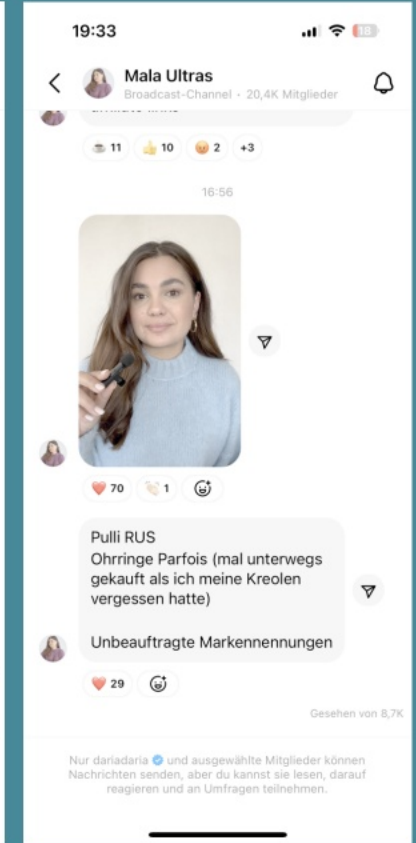 19:33
18
Mala Ultras
Broadcast-Channel • 20,4K Mitglieder
11 10 2 +3
16:56
70 1
Pulli RUS
Ohrringe Parfois (mal unterwegs
gekauft als ich meine Kreolen
vergessen hatte)
Unbeauftragte Markennennungen
29
Gesehen von 8,7K
Nur dariadaria und ausgewählte Mitglieder können
Nachrichten senden, aber du kannst sie lesen, darauf
reagieren und an Umfragen teilnehmen.